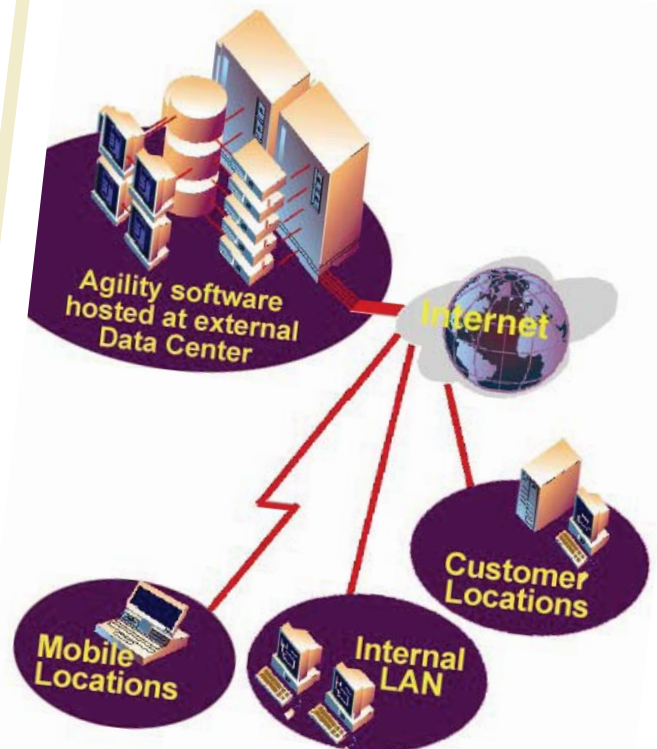 Agility software
hosted at external
Data Center
Internet
Customer
Locations
Mobile
Locations
Internal
LAN